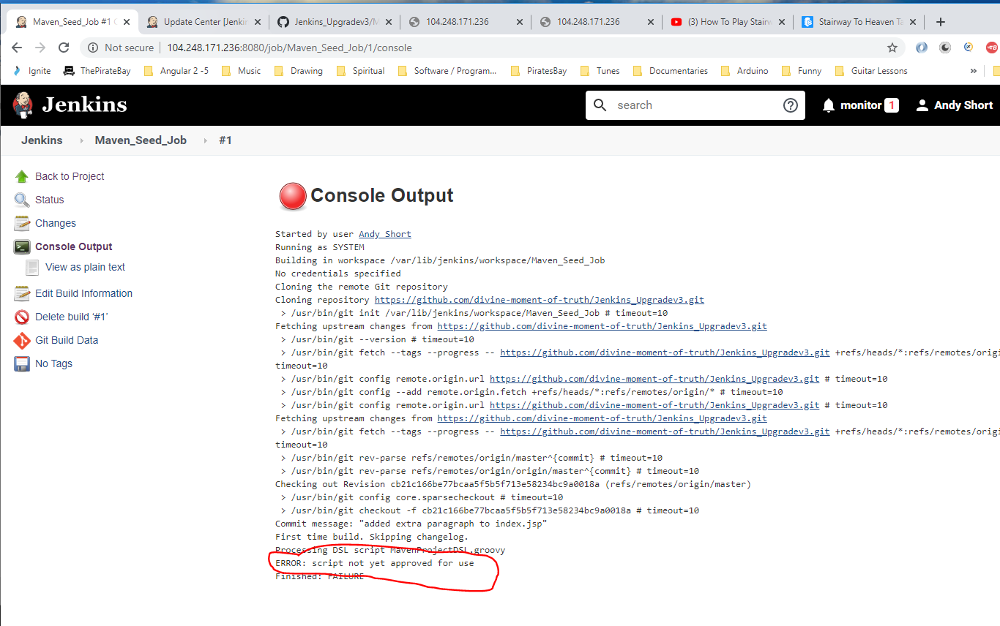 Maven_Seed_Job #1
Update Center [Jenki
Jenkins_Upgradev3/M
104.248.171.236
104.248.171.236
(3) How To Play Stairw
Stairway To Heaven Ta
Not secure
104.248.171.236:8080/job/Maven_Seed_Job/1/console
Ignite
ThePirateBay
Angular 2 -5
Music
Drawing
Spiritual
Software / Program...
PiratesBay
Tunes
Documentaries
Arduino
Funny
Guitar Lessons
»
Jenkins
search
monitor 1
Andy Short
Jenkins
Maven_Seed_Job
#1
Back to Project
Status
Changes
Console Output
View as plain text
Edit Build Information
Delete build ‘#1’
Git Build Data
No Tags
Console Output
Started by user Andy Short
Running as SYSTEM
Building in workspace /var/lib/jenkins/workspace/Maven_Seed_Job
No credentials specified
Cloning the remote Git repository
Cloning repository https://github.com/divine-moment-of-truth/Jenkins_Upgradev3.git
> /usr/bin/git init /var/lib/jenkins/workspace/Maven_Seed_Job # timeout=10
Fetching upstream changes from https://github.com/divine-moment-of-truth/Jenkins_Upgradev3.git
> /usr/bin/git --version # timeout=10
> /usr/bin/git fetch --tags --progress -- https://github.com/divine-moment-of-truth/Jenkins_Upgradev3.git +refs/heads/*:refs/remotes/origi
timeout=10
> /usr/bin/git config remote.origin.url https://github.com/divine-moment-of-truth/Jenkins_Upgradev3.git # timeout=10
> /usr/bin/git config --add remote.origin.fetch +refs/heads/*:refs/remotes/origin/* # timeout=10
> /usr/bin/git config remote.origin.url https://github.com/divine-moment-of-truth/Jenkins_Upgradev3.git # timeout=10
Fetching upstream changes from https://github.com/divine-moment-of-truth/Jenkins_Upgradev3.git
> /usr/bin/git fetch --tags --progress -- https://github.com/divine-moment-of-truth/Jenkins_Upgradev3.git +refs/heads/*:refs/remotes/origi
timeout=10
> /usr/bin/git rev-parse refs/remotes/origin/master^{commit} # timeout=10
> /usr/bin/git rev-parse refs/remotes/origin/origin/master^{commit} # timeout=10
Checking out Revision cb21c166be77bcaa5f5b5f713e58234bc9a0018a (refs/remotes/origin/master)
> /usr/bin/git config core.sparsecheckout # timeout=10
> /usr/bin/git checkout -f cb21c166be77bcaa5f5b5f713e58234bc9a0018a # timeout=10
Commit message: "added extra paragraph to index.jsp"
First time build. Skipping changelog.
Processing DSL script MavenProjectDSL.groovy
ERROR: script not yet approved for use
Finished: FAILURE